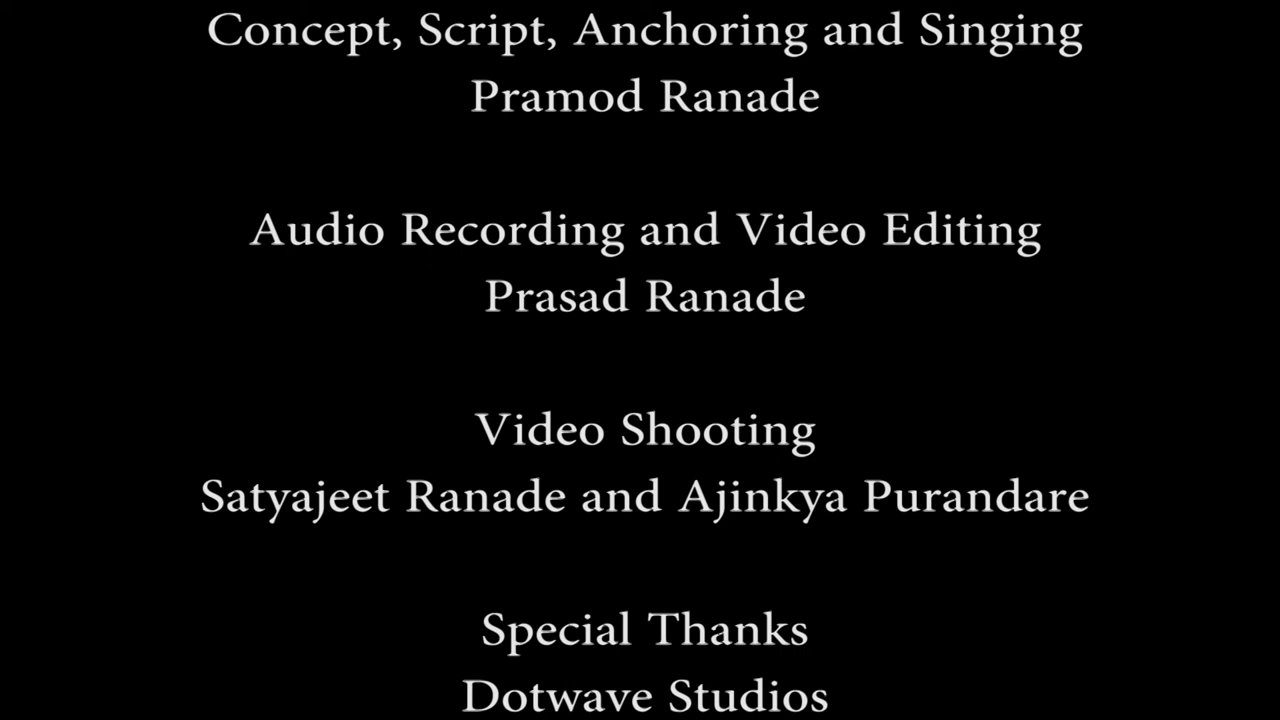 Concept, Script, Anchoring and Singing
Pramod Ranade
Audio Recording and Video Editing
Prasad Ranade
Video Shooting
Satyajeet Ranade and Ajinkya Purandare
Special Thanks
Dotwave Studios